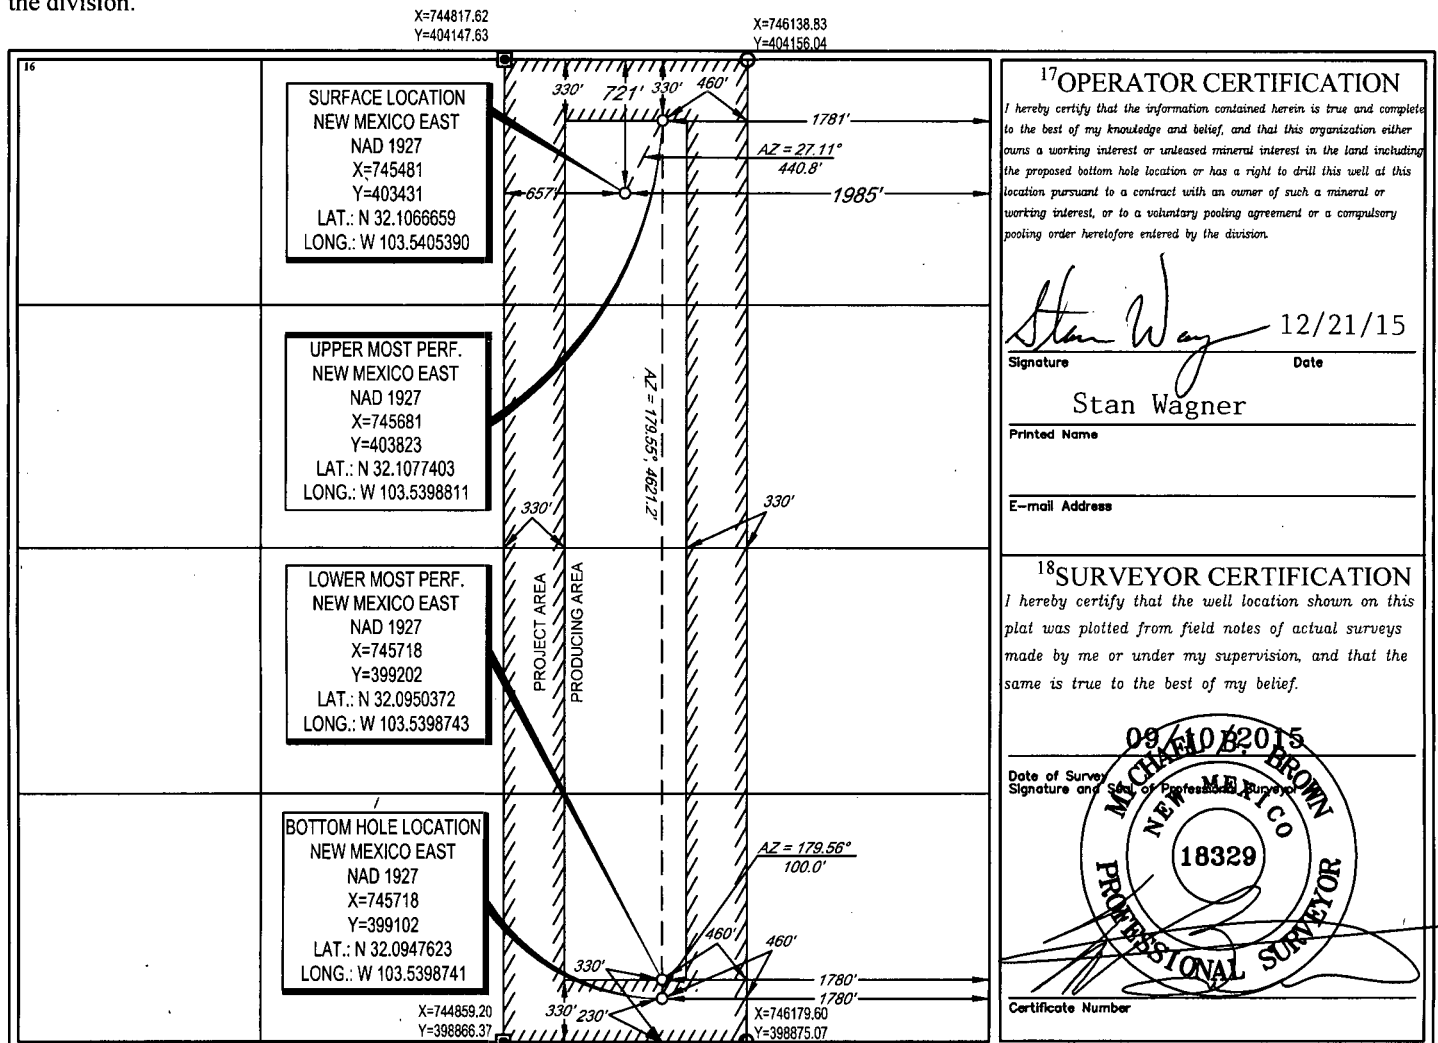 the division.
X=744817.62
Y=404147.63
X=746138.83
Y=404156.04
16
SURFACE LOCATION
NEW MEXICO EAST
NAD 1927
X=745481
Y=403431
LAT.: N 32.1066659
LONG.: W 103.5405390
330'
721'
330'
460'
1781'
AZ = 27.11°
440.8'
657'
1985'
UPPER MOST PERF.
NEW MEXICO EAST
NAD 1927
X=745681
Y=403823
LAT.: N 32.1077403
LONG.: W 103.5398811
AZ = 179.55°, 4621.2'
330'
330'
LOWER MOST PERF.
NEW MEXICO EAST
NAD 1927
X=745718
Y=399202
LAT.: N 32.0950372
LONG.: W 103.5398743
PROJECT AREA
PRODUCING AREA
BOTTOM HOLE LOCATION
NEW MEXICO EAST
NAD 1927
X=745718
Y=399102
LAT.: N 32.0947623
LONG.: W 103.5398741
AZ = 179.56°
100.0'
460'
460'
330'
1780'
1780'
330'
230'
X=744859.20
Y=398866.37
X=746179.60
Y=398875.07
17 OPERATOR CERTIFICATION
I hereby certify that the information contained herein is true and complete
to the best of my knowledge and belief, and that this organization either
owns a working interest or unleased mineral interest in the land including
the proposed bottom hole location or has a right to drill this well at this
location pursuant to a contract with an owner of such a mineral or
working interest, or to a voluntary pooling agreement or a compulsory
pooling order heretofore entered by the division.
Stan Wag 12/21/15
Signature Date
Stan Wagner
Printed Name
E-mail Address
18 SURVEYOR CERTIFICATION
I hereby certify that the well location shown on this
plat was plotted from field notes of actual surveys
made by me or under my supervision, and that the
same is true to the best of my belief.
09/10/2015
Date of Survey
Signature and Seal of Professional Surveyor
MICHAEL B. BROWN
NEW MEXICO
18329
PROFESSIONAL SURVEYOR
Certificate Number